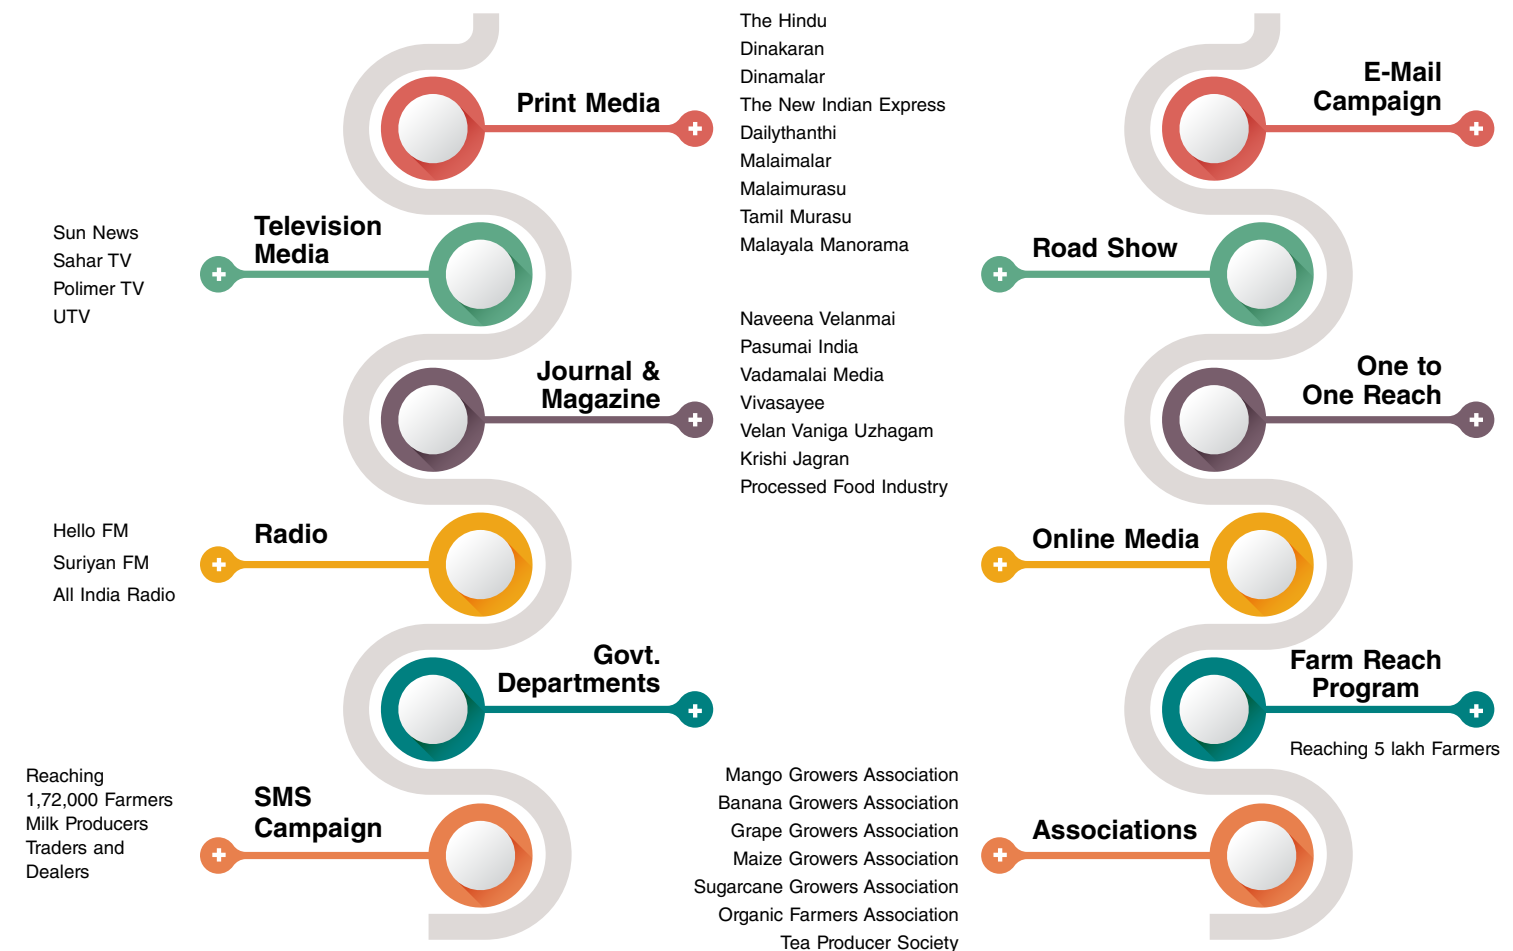 Print Media
The Hindu
Dinakaran
Dinamalar
The New Indian Express
Dailythanthi
Malaimalar
Malaimurasu
Tamil Murasu
Malayala Manorama
Television
Media
Sun News
Sahar TV
Polimer TV
UTV
Journal &
Magazine
Naveena Velanmai
Pasumai India
Vadamalai Media
Vivasayee
Velan Vaniga Uzhagam
Krishi Jagran
Processed Food Industry
Radio
Hello FM
Suriyan FM
All India Radio
Govt.
Departments
SMS
Campaign
Reaching
1,72,000 Farmers
Milk Producers
Traders and
Dealers
E-Mail
Campaign
Road Show
One to
One Reach
Online Media
Farm Reach
Program
Reaching 5 lakh Farmers
Associations
Mango Growers Association
Banana Growers Association
Grape Growers Association
Maize Growers Association
Sugarcane Growers Association
Organic Farmers Association
Tea Producer Society